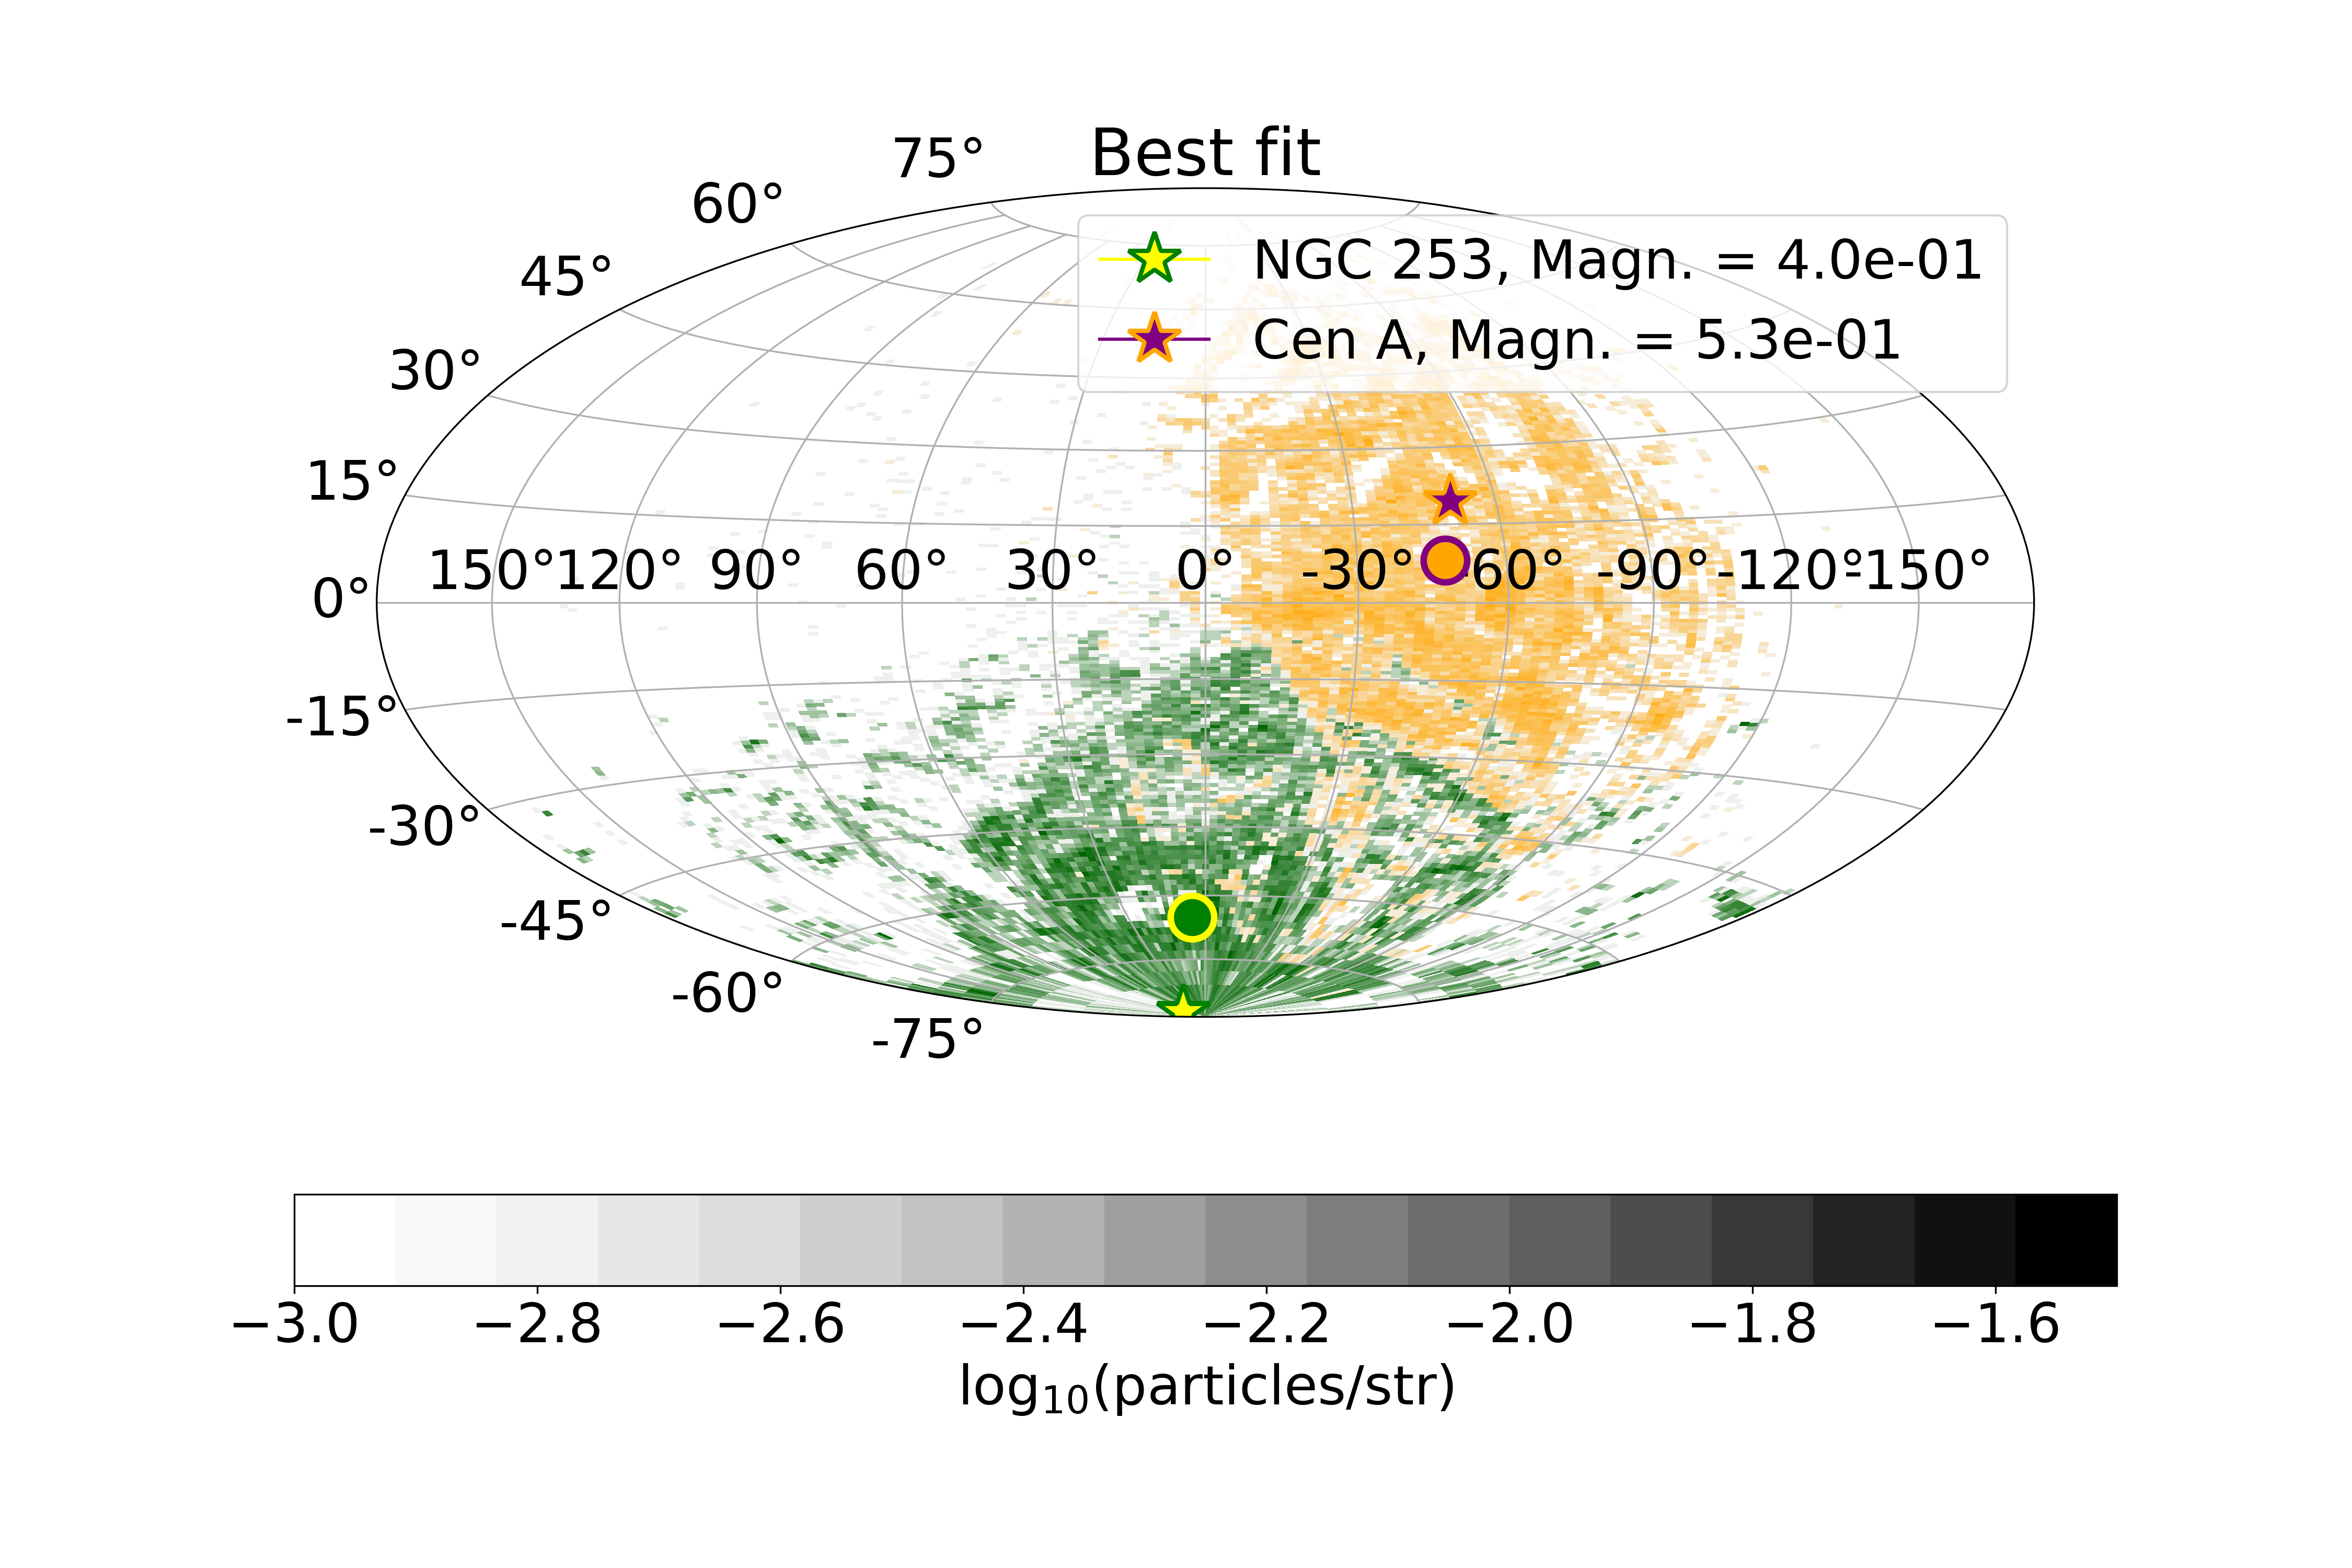 Best fit
NGC 253, Magn. = 4.0e-01
Cen A, Magn. = 5.3e-01
75°
60°
45°
30°
15°
0°
-15°
-30°
-45°
-60°
-75°
150° 120° 90° 60° 30° 0° -30° -60° -90° -120° -150°
−3.0 −2.8 −2.6 −2.4 −2.2 −2.0 −1.8 −1.6
log₁₀(particles/str)